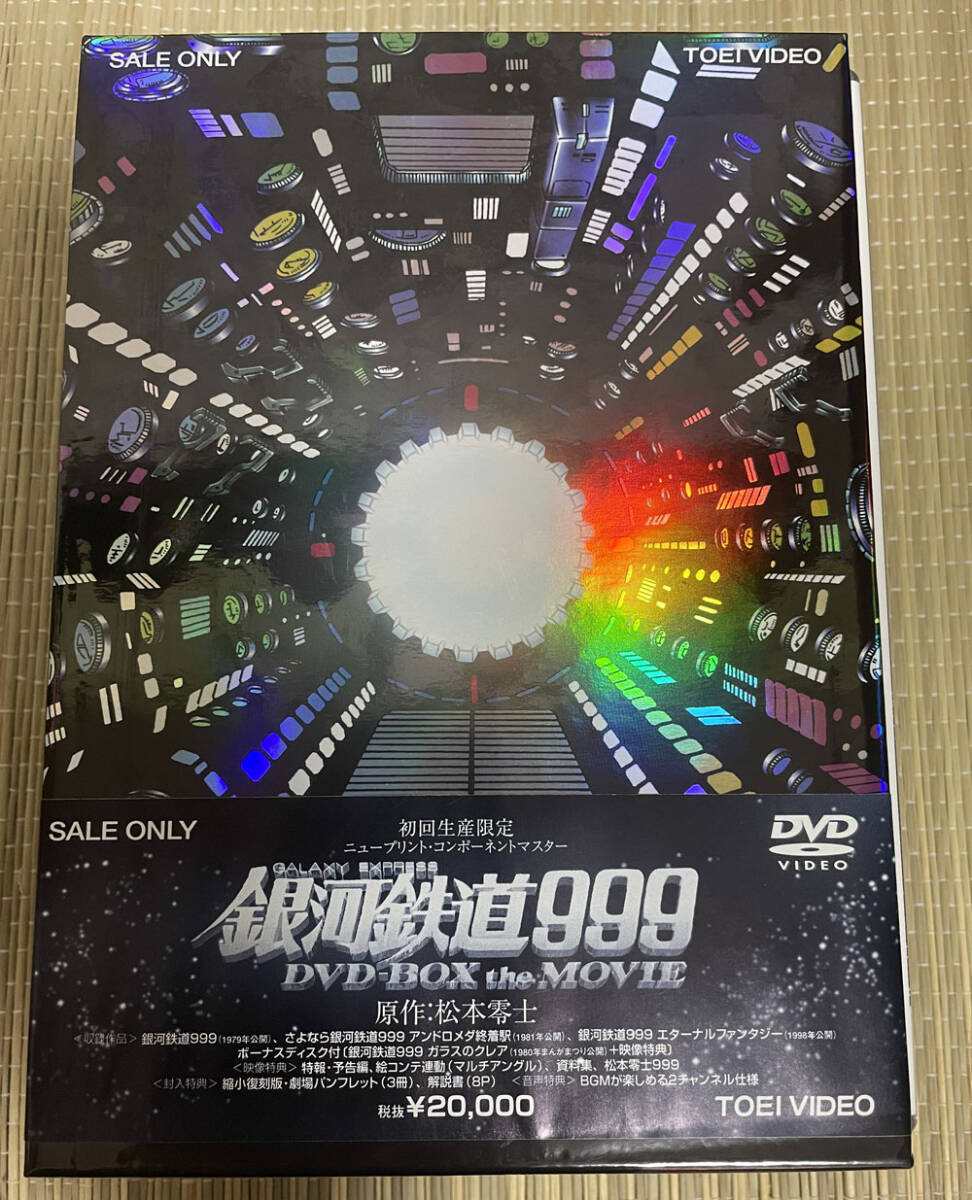 SALE ONLY
TOEI VIDEO
SALE ONLY
初回生産限定
ニュープリント・コンポーネントマスター
DVD
VIDEO
GALAXY EXPRESS
銀河鉄道999
DVD-BOX the MOVIE
原作:松本零士
<収録作品> 銀河鉄道999(1979年公開)、さよなら銀河鉄道999 アンドロメダ終着駅(1981年公開)、銀河鉄道999 エターナルファンタジー(1998年公開)
ボーナスディスク付〔銀河鉄道999 ガラスのクレア(1980年まんがまつり公開)+映像特典〕
<映像特典> 特報・予告編、絵コンテ連動(マルチアングル)、資料集、松本零士999
<封入特典> 縮小復刻版・劇場パンフレット(3冊)、解説書(8P) <音声特典> BGMが楽しめる2チャンネル仕様
税抜¥20,000
TOEI VIDEO